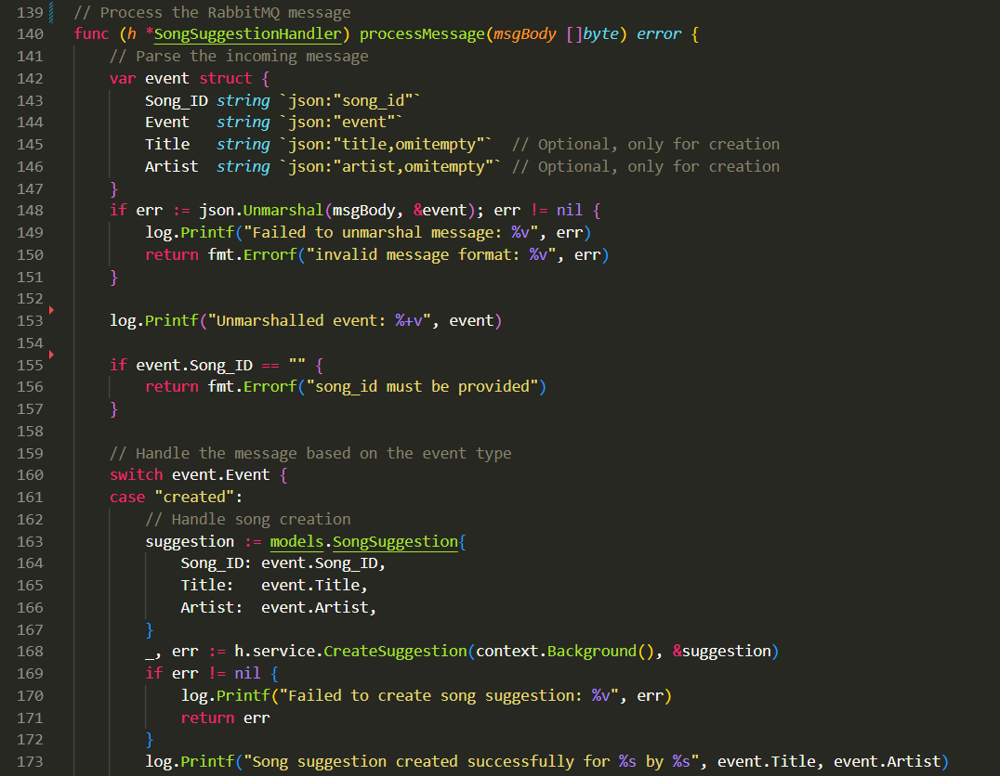 139 // Process the RabbitMQ message
140 func (h *SongSuggestionHandler) processMessage(msgBody []byte) error {
141     // Parse the incoming message
142     var event struct {
143         Song_ID string `json:"song_id"`
144         Event   string `json:"event"`
145         Title   string `json:"title,omitempty"`  // Optional, only for creation
146         Artist  string `json:"artist,omitempty"` // Optional, only for creation
147     }
148     if err := json.Unmarshal(msgBody, &event); err != nil {
149         log.Printf("Failed to unmarshal message: %v", err)
150         return fmt.Errorf("invalid message format: %v", err)
151     }
152
153     log.Printf("Unmarshalled event: %+v", event)
154
155     if event.Song_ID == "" {
156         return fmt.Errorf("song_id must be provided")
157     }
158
159     // Handle the message based on the event type
160     switch event.Event {
161     case "created":
162         // Handle song creation
163         suggestion := models.SongSuggestion{
164             Song_ID: event.Song_ID,
165             Title:   event.Title,
166             Artist:  event.Artist,
167         }
168         _, err := h.service.CreateSuggestion(context.Background(), &suggestion)
169         if err != nil {
170             log.Printf("Failed to create song suggestion: %v", err)
171             return err
172         }
173         log.Printf("Song suggestion created successfully for %s by %s", event.Title, event.Artist)